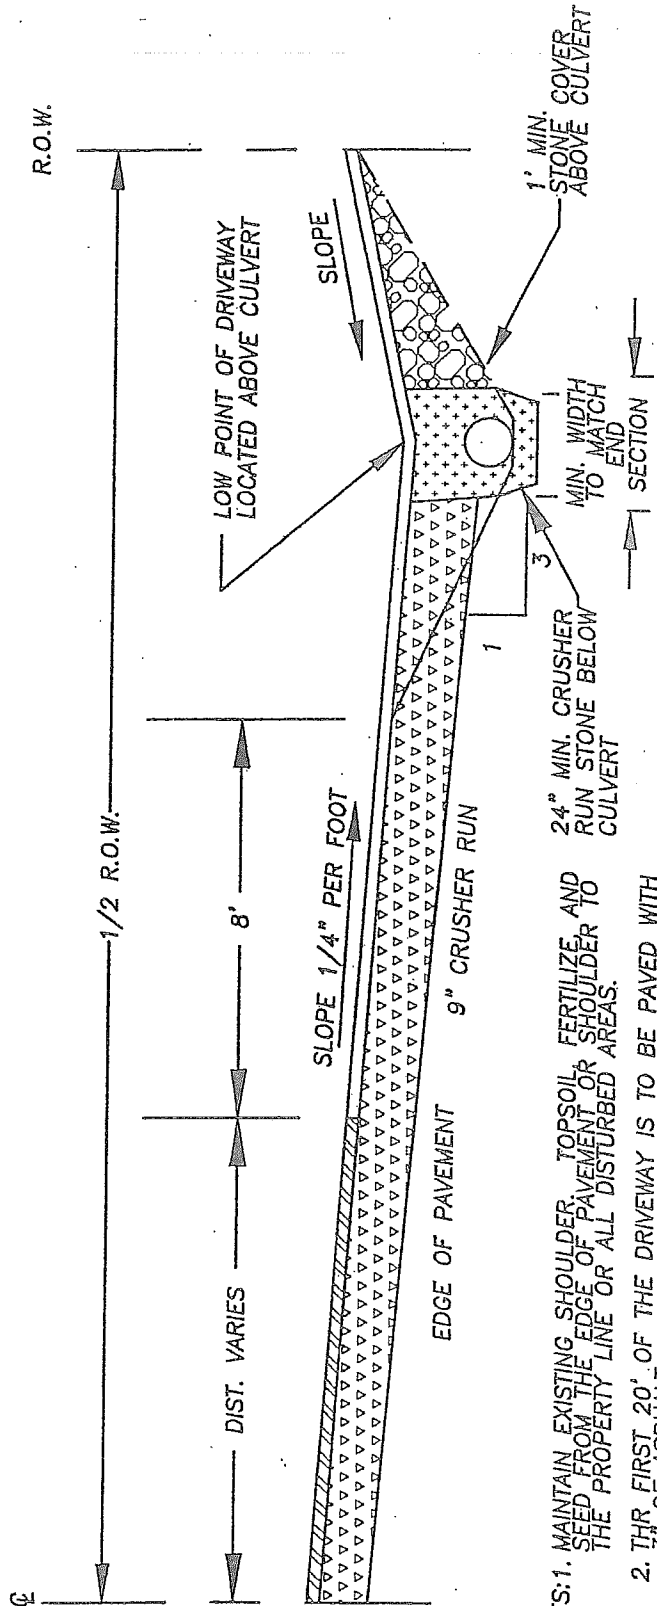 R.O.W.
1/2 R.O.W.
LOW POINT OF DRIVEWAY
LOCATED ABOVE CULVERT
SLOPE
8'
DIST. VARIES
SLOPE 1/4" PER FOOT
1' MIN.
STONE COVER
ABOVE CULVERT
MIN. WIDTH
TO MATCH
END
SECTION
3
1
24" MIN. CRUSHER
RUN STONE BELOW
CULVERT
9" CRUSHER RUN
EDGE OF PAVEMENT
℄
S:1. MAINTAIN EXISTING SHOULDER. TOPSOIL, FERTILIZE, AND
SEED FROM THE EDGE OF PAVEMENT OR SHOULDER TO
THE PROPERTY LINE OR ALL DISTURBED AREAS.
2. THR FIRST 20' OF THE DRIVEWAY IS TO BE PAVED WITH